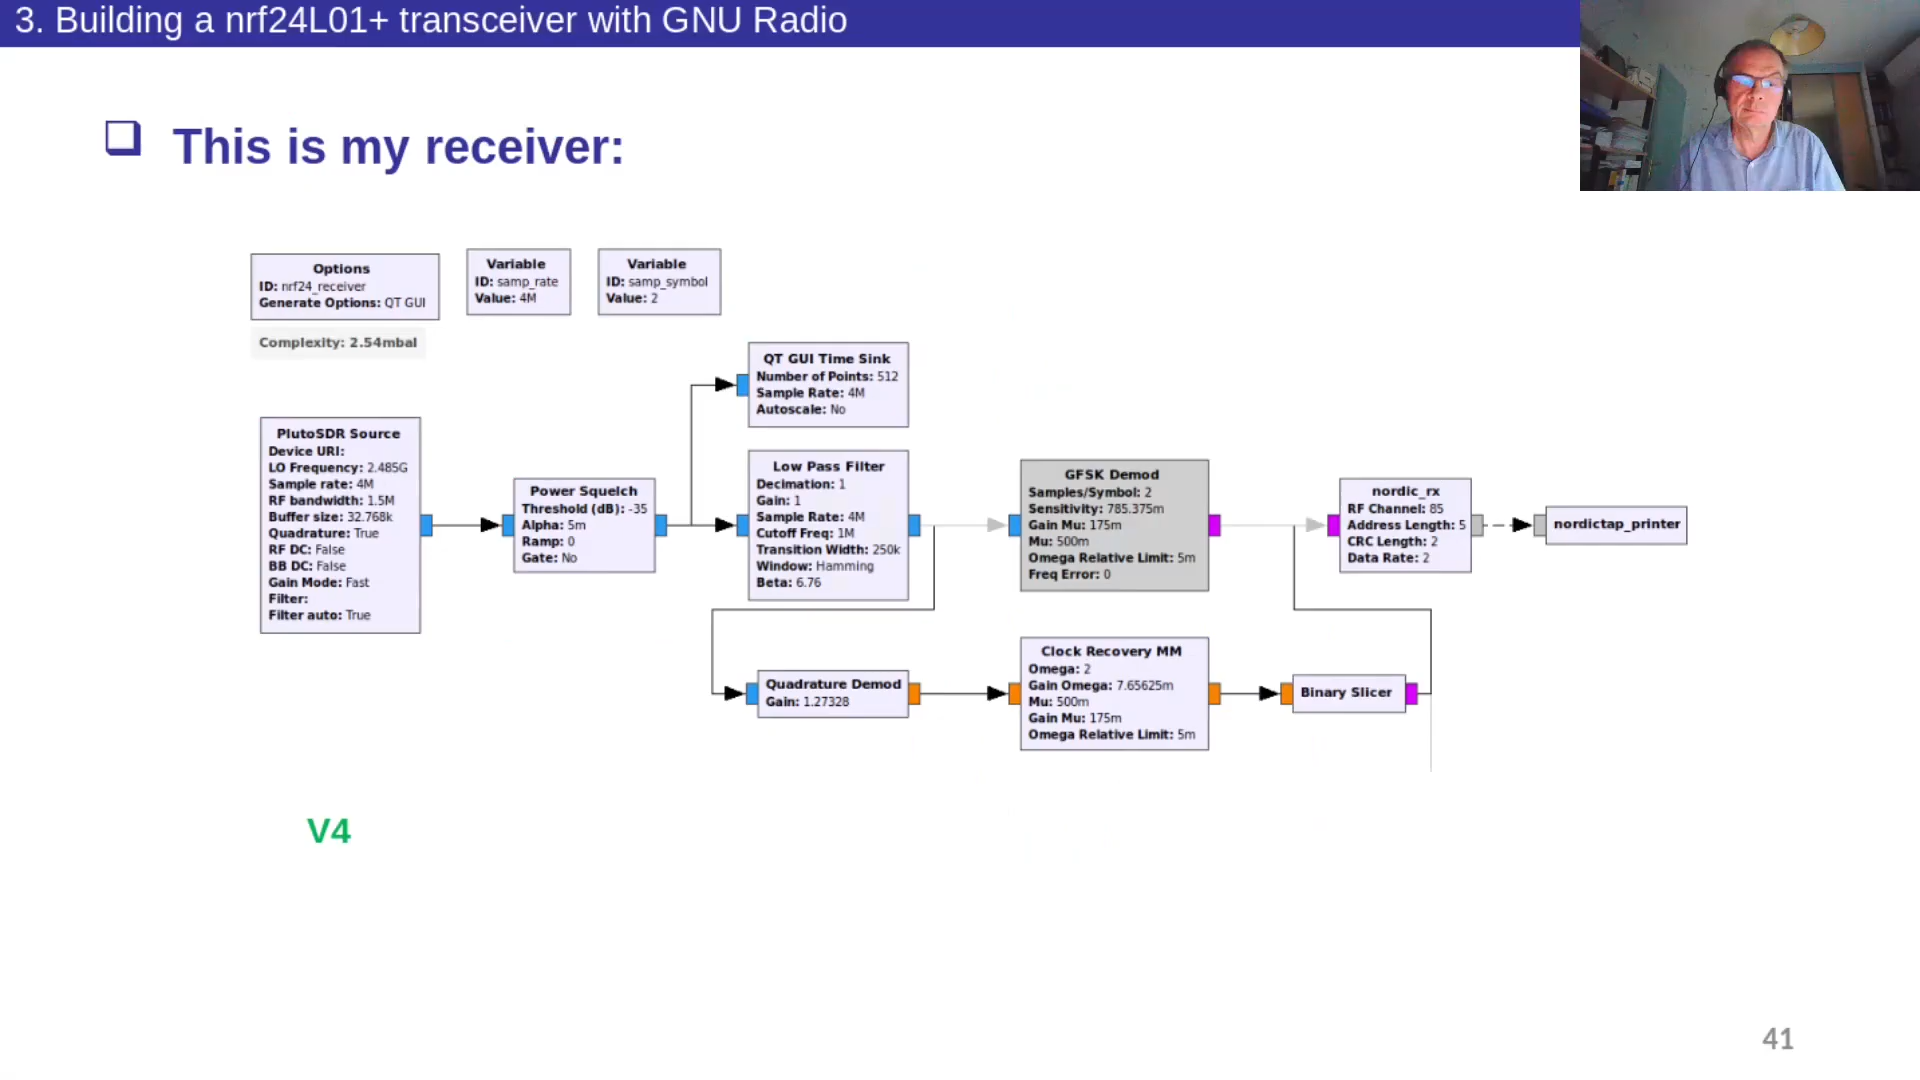 3. Building a nrf24L01+ transceiver with GNU Radio
This is my receiver:
Options
ID: nrf24_receiver
Generate Options: QT GUI
Variable
ID: samp_rate
Value: 4M
Variable
ID: samp_symbol
Value: 2
Complexity: 2.54mbal
QT GUI Time Sink
Number of Points: 512
Sample Rate: 4M
Autoscale: No
PlutoSDR Source
Device URI:
LO Frequency: 2.485G
Sample rate: 4M
RF bandwidth: 1.5M
Buffer size: 32.768k
Quadrature: True
RF DC: False
BB DC: False
Gain Mode: Fast
Filter:
Filter auto: True
Power Squelch
Threshold (dB): -35
Alpha: 5m
Ramp: 0
Gate: No
Low Pass Filter
Decimation: 1
Gain: 1
Sample Rate: 4M
Cutoff Freq: 1M
Transition Width: 250k
Window: Hamming
Beta: 6.76
GFSK Demod
Samples/Symbol: 2
Sensitivity: 785.375m
Gain Mu: 175m
Mu: 500m
Omega Relative Limit: 5m
Freq Error: 0
nordic_rx
RF Channel: 85
Address Length: 5
CRC Length: 2
Data Rate: 2
nordictap_printer
Quadrature Demod
Gain: 1.27328
Clock Recovery MM
Omega: 2
Gain Omega: 7.65625m
Mu: 500m
Gain Mu: 175m
Omega Relative Limit: 5m
Binary Slicer
V4
41